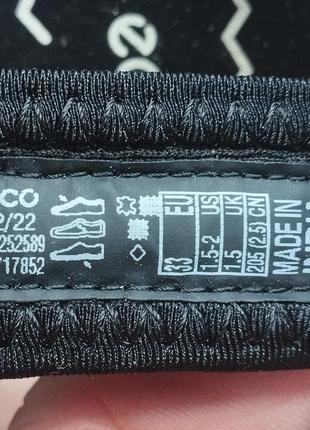 CO
2/22
252589
717852
33 EU
1.5-2 US
1.5 UK
205 (2.5) CN
MADE IN